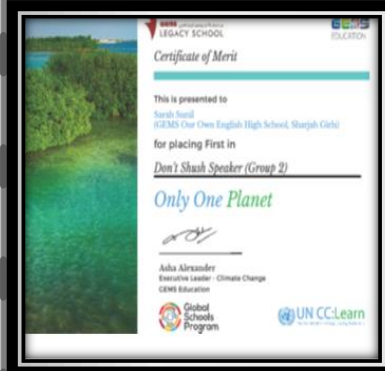 GEMS
LEGACY SCHOOL
GEMS
EDUCATION
Certificate of Merit
This is presented to
Sarah Sunil
(GEMS Our Own English High School, Sharjah Girls)
for placing First in
Don't Shush Speaker (Group 2)
Only One Planet
Asha Alexander
Executive Leader - Climate Change
GEMS Education
Global
Schools
Program
UN CC:Learn